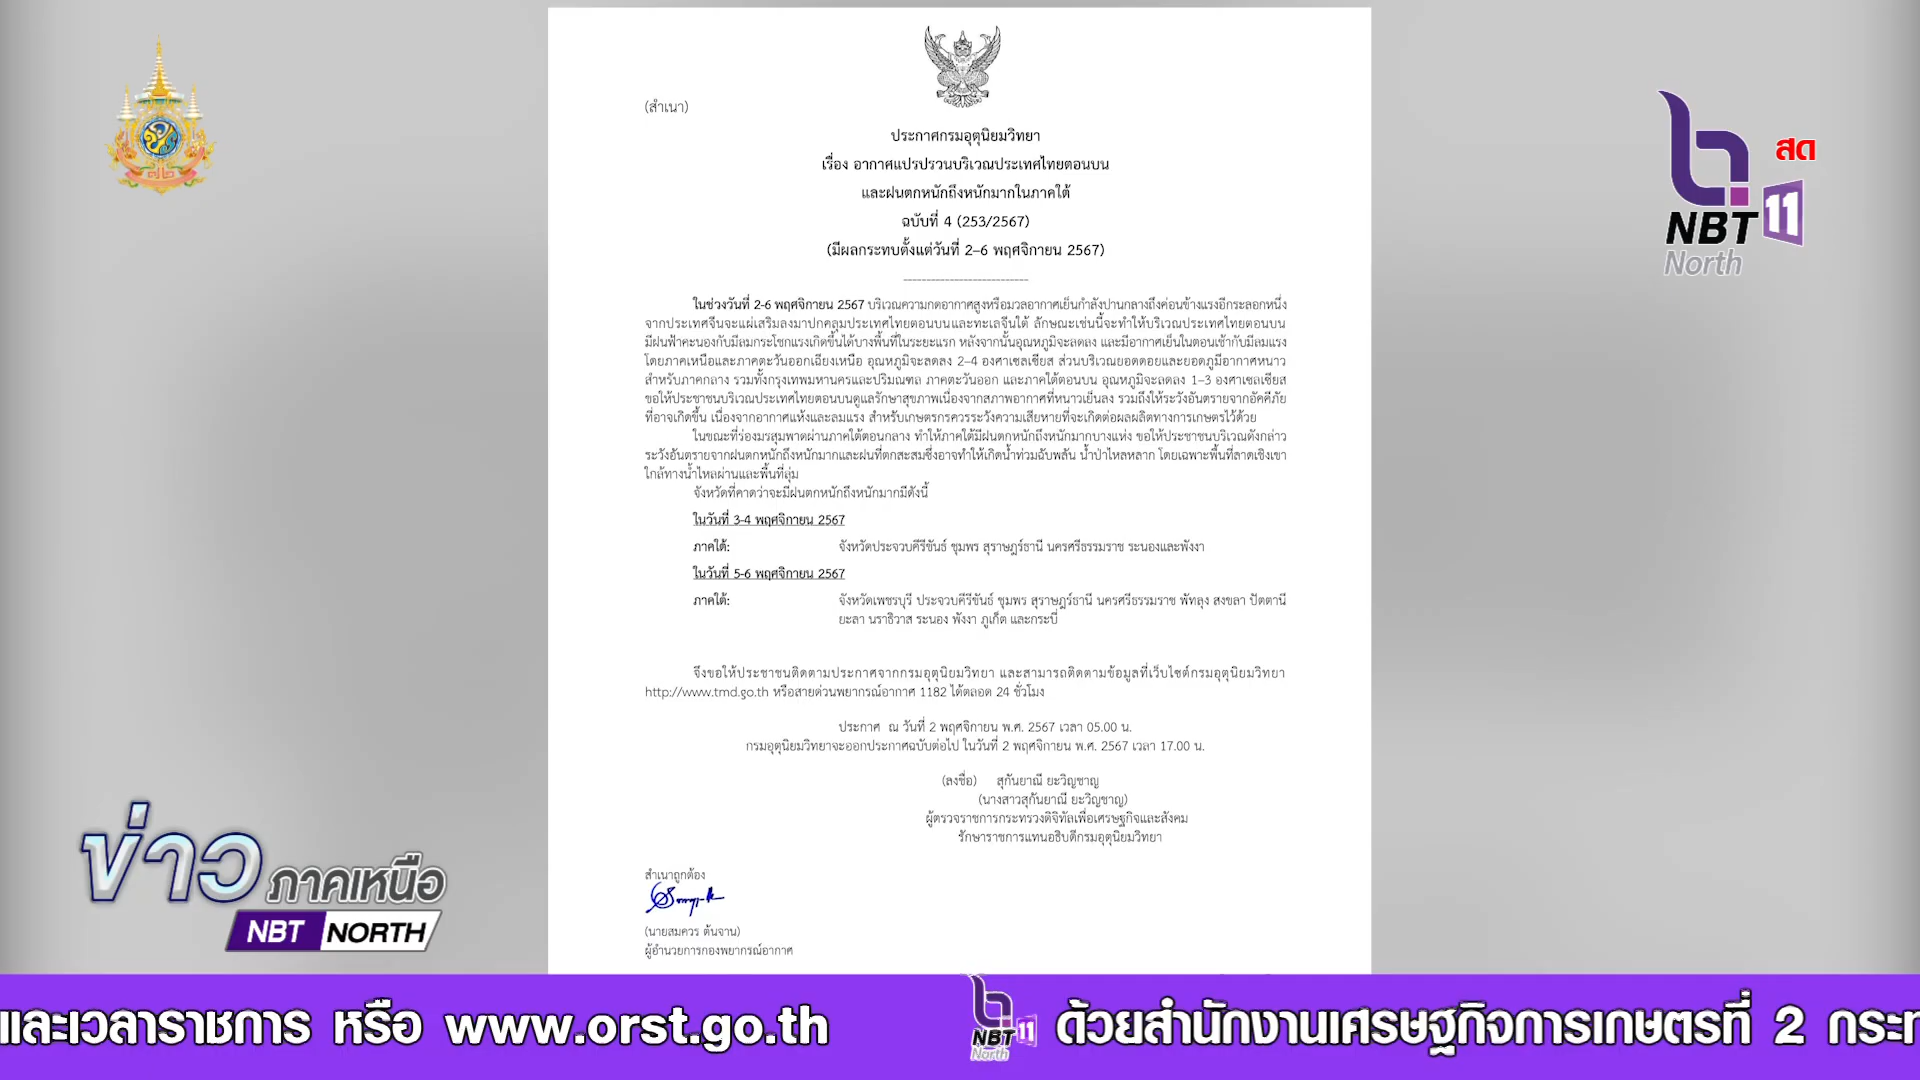 (สำเนา)
ประกาศกรมอุตุนิยมวิทยา
เรื่อง อากาศแปรปรวนบริเวณประเทศไทยตอนบน
และฝนตกหนักถึงหนักมากในภาคใต้
ฉบับที่ 4 (253/2567)
(มีผลกระทบตั้งแต่วันที่ 2–6 พฤศจิกายน 2567)
ในช่วงวันที่ 2-6 พฤศจิกายน 2567 บริเวณความกดอากาศสูงหรือมวลอากาศเย็นกำลังปานกลางถึงค่อนข้างแรงอีกระลอกหนึ่ง
จากประเทศจีนจะแผ่เสริมลงมาปกคลุมประเทศไทยตอนบนและทะเลจีนใต้ ลักษณะเช่นนี้จะทำให้บริเวณประเทศไทยตอนบน
มีฝนฟ้าคะนองกับมีลมกระโชกแรงเกิดขึ้นได้บางพื้นที่ในระยะแรก หลังจากนั้นอุณหภูมิจะลดลง และมีอากาศเย็นในตอนเช้ากับมีลมแรง
โดยภาคเหนือและภาคตะวันออกเฉียงเหนือ อุณหภูมิจะลดลง 2–4 องศาเซลเซียส ส่วนบริเวณยอดดอยและยอดภูมีอากาศหนาว
สำหรับภาคกลาง รวมทั้งกรุงเทพมหานครและปริมณฑล ภาคตะวันออก และภาคใต้ตอนบน อุณหภูมิจะลดลง 1–3 องศาเซลเซียส
ขอให้ประชาชนบริเวณประเทศไทยตอนบนดูแลรักษาสุขภาพเนื่องจากสภาพอากาศที่หนาวเย็นลง รวมถึงให้ระวังอันตรายจากอัคคีภัย
ที่อาจเกิดขึ้น เนื่องจากอากาศแห้งและลมแรง สำหรับเกษตรกรควรระวังความเสียหายที่จะเกิดต่อผลผลิตทางการเกษตรไว้ด้วย
ในขณะที่ร่องมรสุมพาดผ่านภาคใต้ตอนกลาง ทำให้ภาคใต้มีฝนตกหนักถึงหนักมากบางแห่ง ขอให้ประชาชนบริเวณดังกล่าว
ระวังอันตรายจากฝนตกหนักถึงหนักมากและฝนที่ตกสะสมซึ่งอาจทำให้เกิดน้ำท่วมฉับพลัน น้ำป่าไหลหลาก โดยเฉพาะพื้นที่ลาดเชิงเขา
ใกล้ทางน้ำไหลผ่านและพื้นที่ลุ่ม
จังหวัดที่คาดว่าจะมีฝนตกหนักถึงหนักมากมีดังนี้
ในวันที่ 3-4 พฤศจิกายน 2567
ภาคใต้: จังหวัดประจวบคีรีขันธ์ ชุมพร สุราษฎร์ธานี นครศรีธรรมราช ระนองและพังงา
ในวันที่ 5-6 พฤศจิกายน 2567
ภาคใต้: จังหวัดเพชรบุรี ประจวบคีรีขันธ์ ชุมพร สุราษฎร์ธานี นครศรีธรรมราช พัทลุง สงขลา ปัตตานี
ยะลา นราธิวาส ระนอง พังงา ภูเก็ต และกระบี่
จึงขอให้ประชาชนติดตามประกาศจากกรมอุตุนิยมวิทยา และสามารถติดตามข้อมูลที่เว็บไซต์กรมอุตุนิยมวิทยา
http://www.tmd.go.th หรือสายด่วนพยากรณ์อากาศ 1182 ได้ตลอด 24 ชั่วโมง
ประกาศ ณ วันที่ 2 พฤศจิกายน พ.ศ. 2567 เวลา 05.00 น.
กรมอุตุนิยมวิทยาจะออกประกาศฉบับต่อไป ในวันที่ 2 พฤศจิกายน พ.ศ. 2567 เวลา 17.00 น.
(ลงชื่อ) สุกันยาณี ยะวิญชาญ
(นางสาวสุกันยาณี ยะวิญชาญ)
ผู้ตรวจราชการกระทรวงดิจิทัลเพื่อเศรษฐกิจและสังคม
รักษาราชการแทนอธิบดีกรมอุตุนิยมวิทยา
สำเนาถูกต้อง
(นายสมควร ต้นจาน)
ผู้อำนวยการกองพยากรณ์อากาศ
สด
NBT 11
North
ข่าว ภาคเหนือ
NBT NORTH
และเวลาราชการ หรือ www.orst.go.th NBT 11 North ด้วยสำนักงานเศรษฐกิจการเกษตรที่ 2 กระท